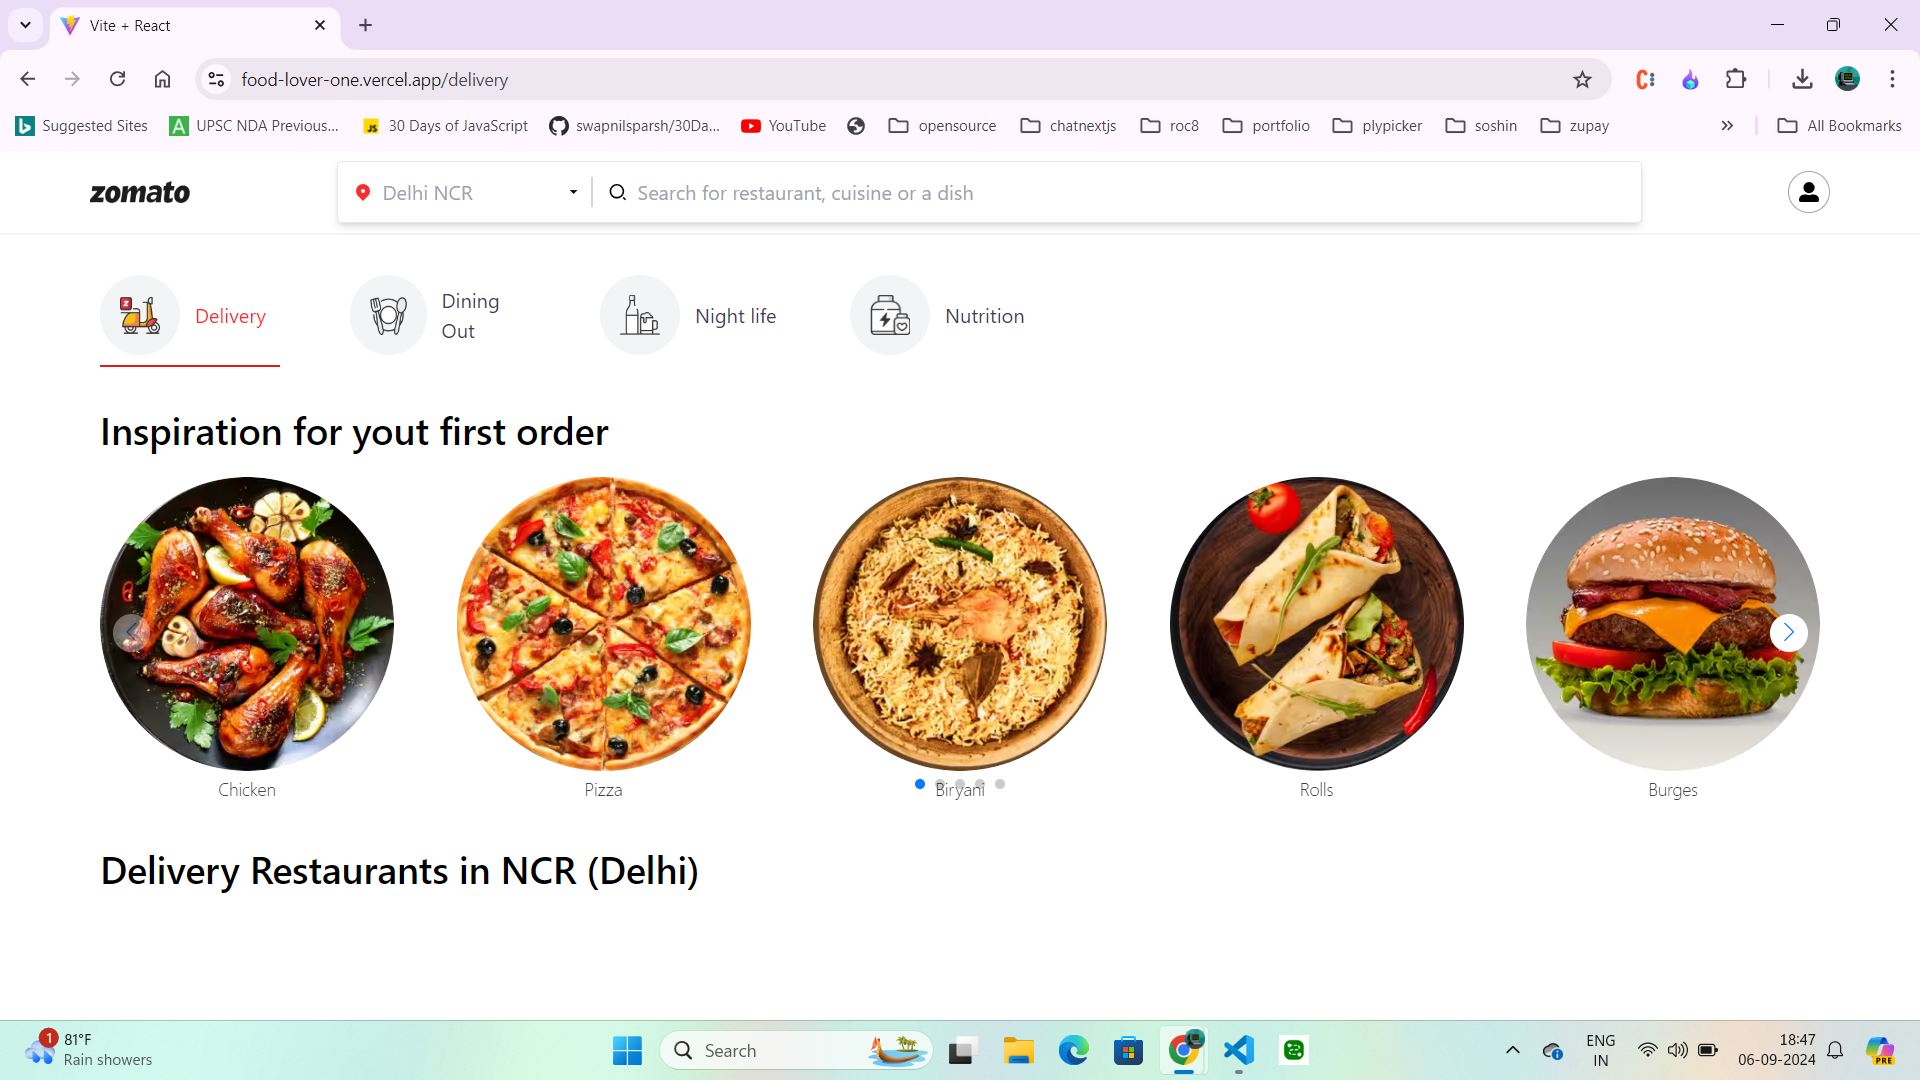 Vite + React
food-lover-one.vercel.app/delivery
Suggested Sites
UPSC NDA Previous...
30 Days of JavaScript
swapnilsparsh/30Da...
YouTube
opensource
chatnextjs
roc8
portfolio
plypicker
soshin
zupay
All Bookmarks
zomato
Delhi NCR
Search for restaurant, cuisine or a dish
Delivery
Dining
Out
Night life
Nutrition
Inspiration for yout first order
Chicken
Pizza
Biryani
Rolls
Burges
Delivery Restaurants in NCR (Delhi)
1
81°F
Rain showers
Search
ENG
IN
18:47
06-09-2024
PRE